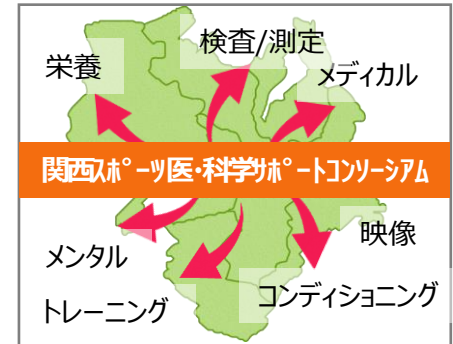 検査/測定
栄養
メディカル
関西スポーツ医・科学サポートコンソーシアム
映像
メンタル
コンディショニング
トレーニング